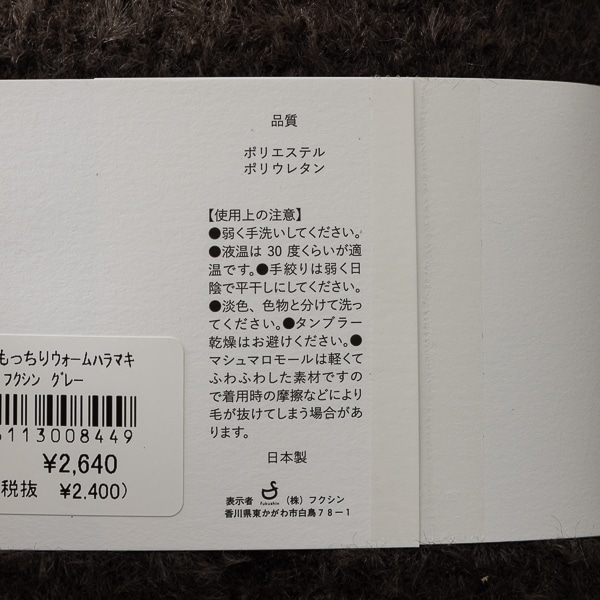 品質
ポリエステル
ポリウレタン
【使用上の注意】
●弱く手洗いしてください。
●液温は 30 度くらいが適
温です。●手絞りは弱く日
陰で平干しにしてください。
●淡色、色物と分けて洗っ
てください。●タンブラー
乾燥はお避けください。●
マシュマロモールは軽くて
ふわふわした素材ですの
で着用時の摩擦などにより
毛が抜けてしまう場合があ
ります。
日本製
表示者 Fukushin (株) フクシン
香川県東かがわ市白鳥78-1
もっちりウォームハラマキ
フクシン グレー
113008449
¥2,640
税抜 ¥2,400)